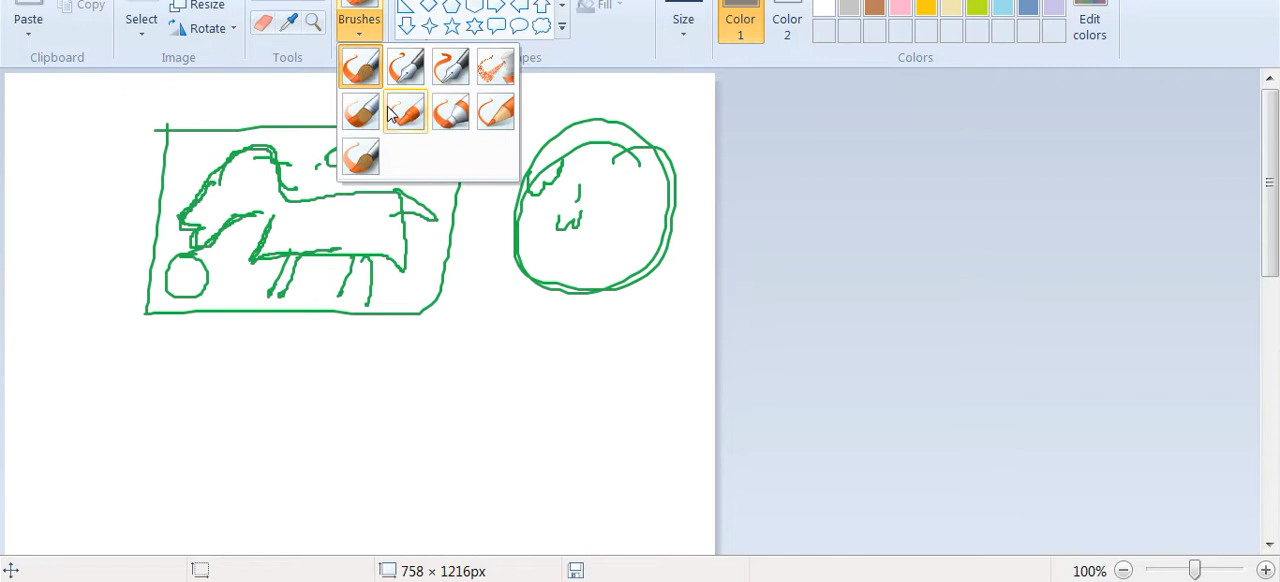 Resize
Paste Copy Select Rotate Brushes Fill Size Color 1 Color 2 Edit colors
Clipboard Image Tools pes Colors
758 × 1216px 100%